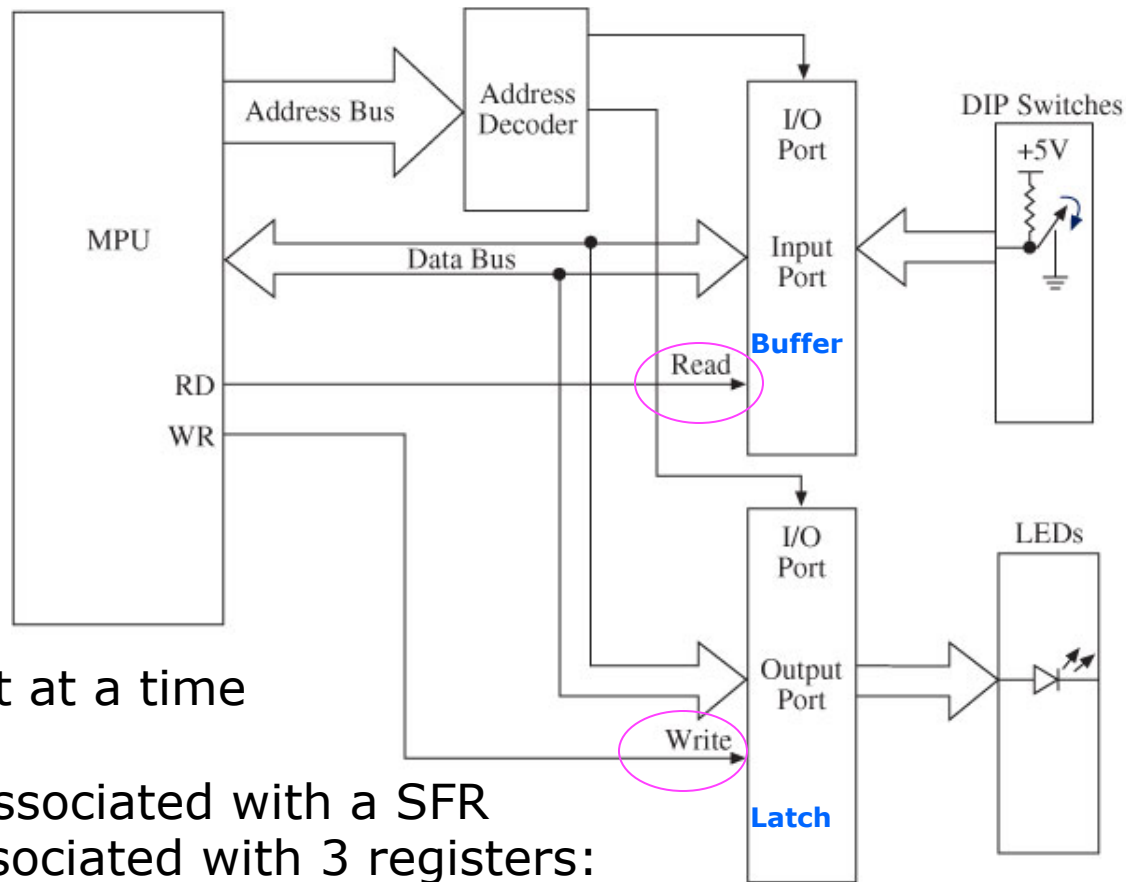 Address Bus
Address
Decoder
I/O
Port
DIP Switches
+5V
MPU
Data Bus
Input
Port
Buffer
Read
RD
WR
I/O
Port
LEDs
Output
Port
Write
Latch
t at a time
ssociated with a SFR
sociated with 3 registers: